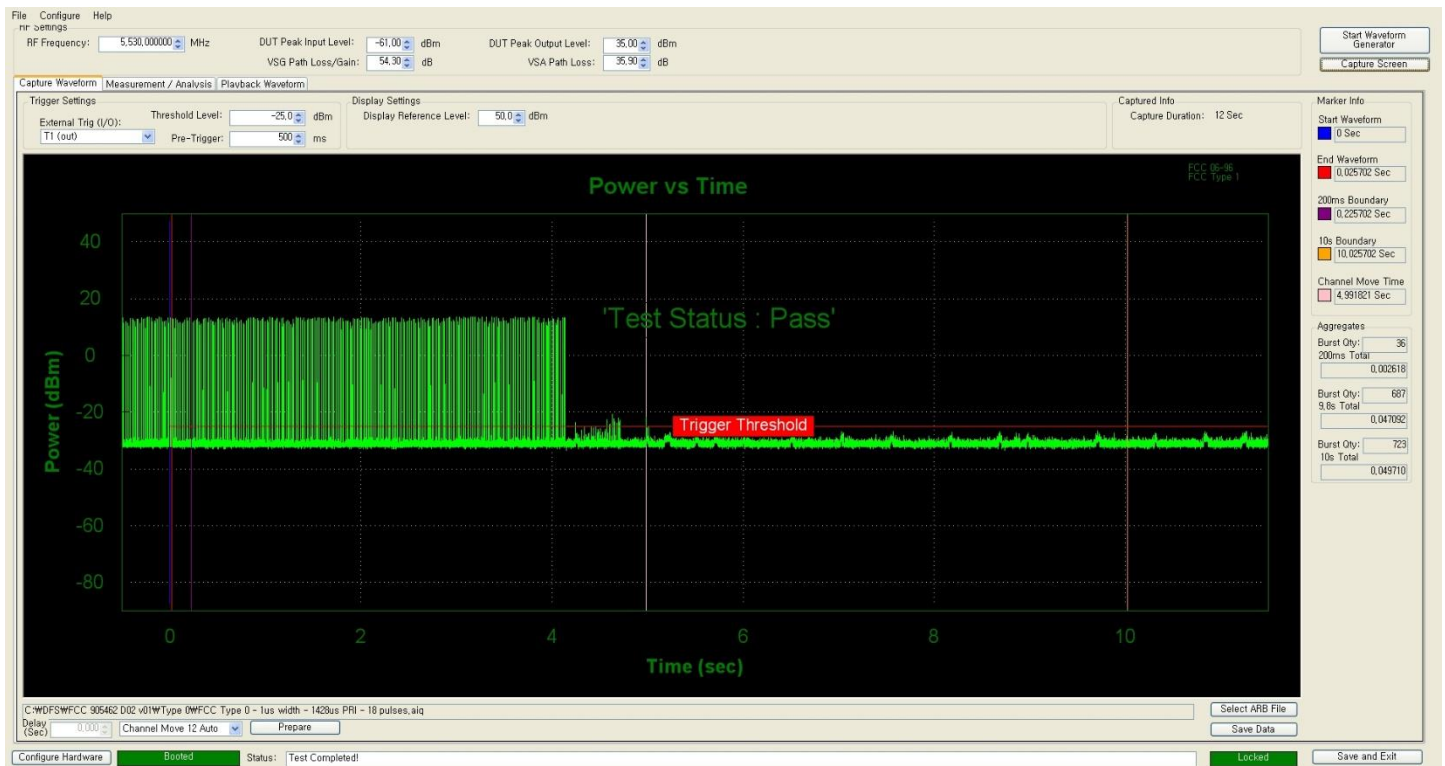 File Configure Help
RF Settings
RF Frequency: 5,530,000000 MHz DUT Peak Input Level: -61,00 dBm DUT Peak Output Level: 35,00 dBm
VSG Path Loss/Gain: 54,30 dB VSA Path Loss: 35,90 dB
Start Waveform Generator
Capture Screen
Capture Waveform Measurement / Analysis Playback Waveform
Trigger Settings
External Trig (I/O): Threshold Level: -25,0 dBm
T1 (out) Pre-Trigger: 500 ms
Display Settings
Display Reference Level: 50,0 dBm
Captured Info
Capture Duration: 12 Sec
Marker Info
Start Waveform
0 Sec
End Waveform
0,025702 Sec
200ms Boundary
0,225702 Sec
10s Boundary
10,025702 Sec
Channel Move Time
4,991821 Sec
Aggregates
Burst Qty: 36
200ms Total
0,002618
Burst Qty: 687
9,8s Total
0,047092
Burst Qty: 723
10s Total
0,049710
FCC 06-96
FCC Type 1
Power vs Time
'Test Status : Pass'
Trigger Threshold
Power (dBm)
40
20
0
-20
-40
-60
-80
0 2 4 6 8 10
Time (sec)
C:₩DFS₩FCC 905462 D02 v01₩Type 0₩FCC Type 0 - 1us width - 1428us PRI - 18 pulses,aiq
Select ARB File
Delay (Sec) 0,000 Channel Move 12 Auto Prepare
Save Data
Configure Hardware Booted Status: Test Completed! Locked Save and Exit